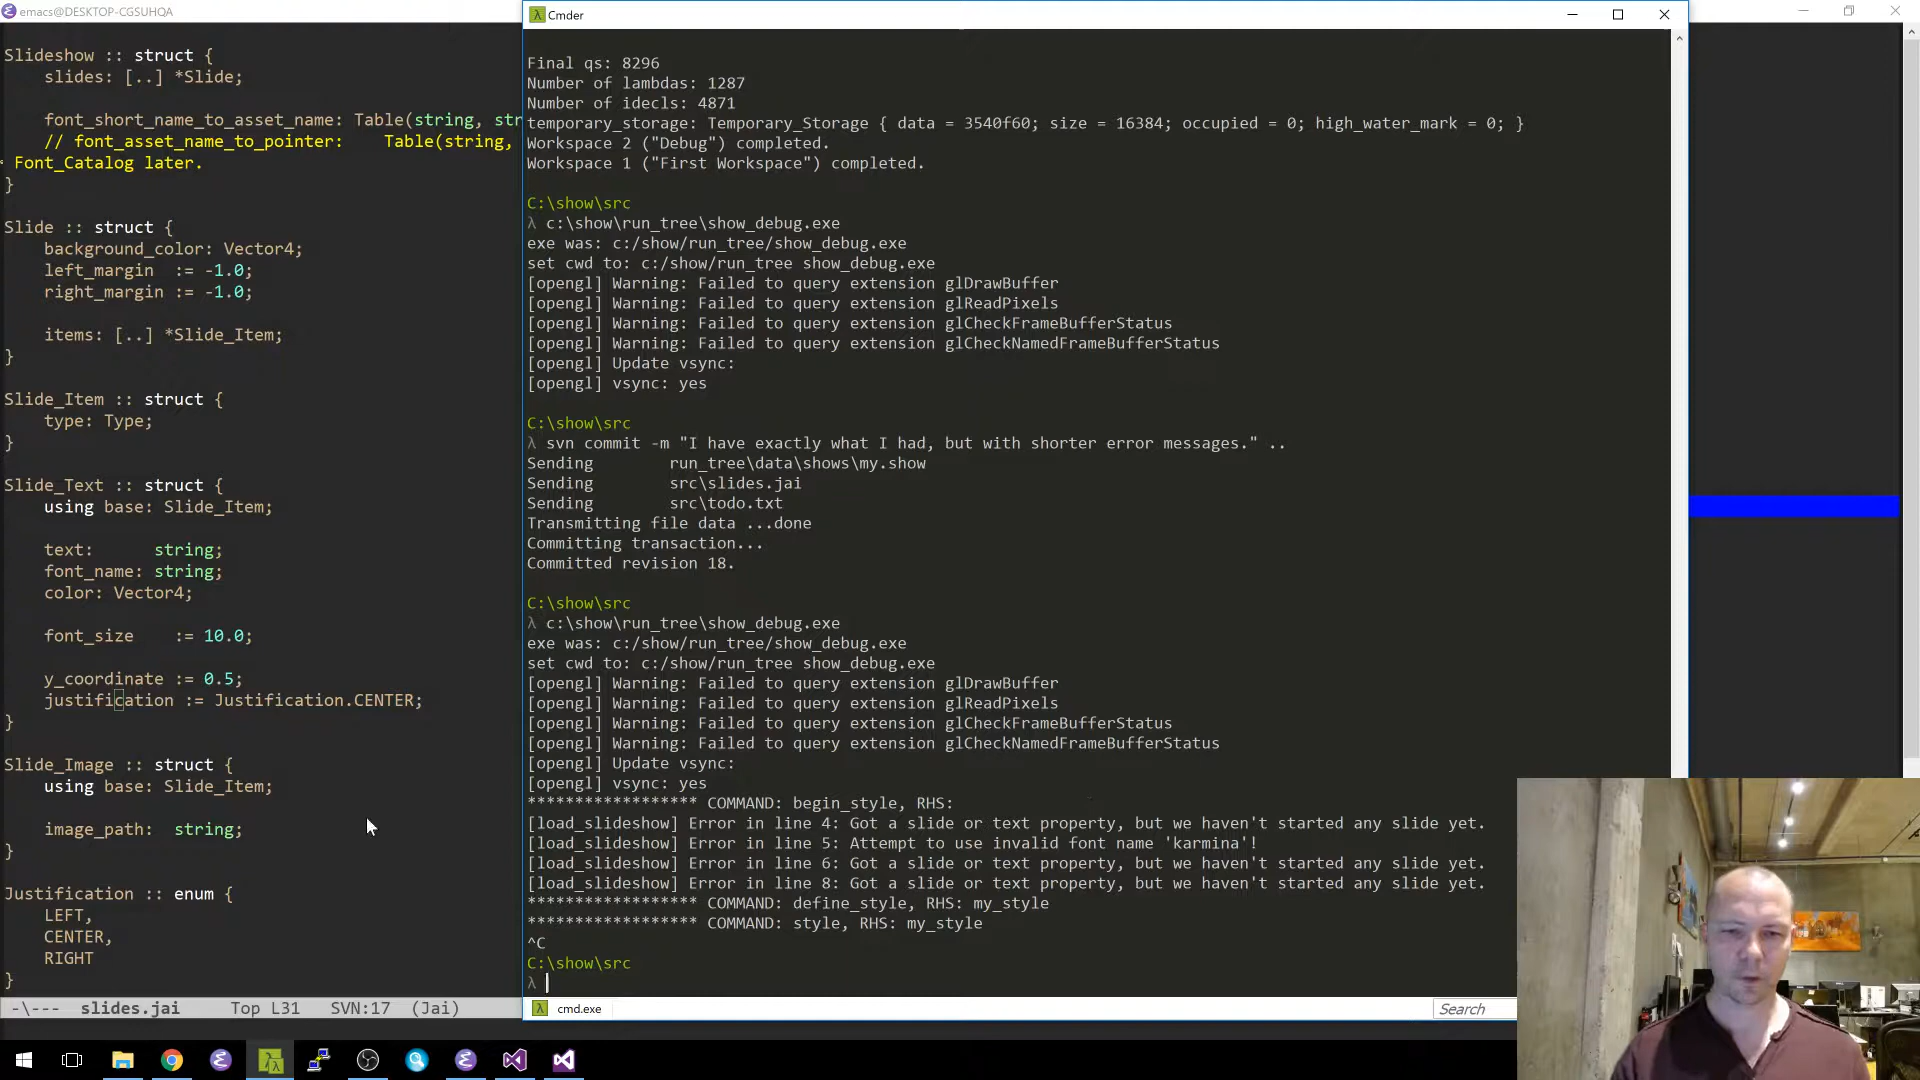 emacs@DESKTOP-CGSUHQA
Slideshow :: struct {
slides: [..] *Slide;
font_short_name_to_asset_name: Table(string, str
// font_asset_name_to_pointer:    Table(string,
Font_Catalog later.
}
Slide :: struct {
background_color: Vector4;
left_margin  := -1.0;
right_margin := -1.0;
items: [..] *Slide_Item;
}
Slide_Item :: struct {
type: Type;
}
Slide_Text :: struct {
using base: Slide_Item;
text:      string;
font_name: string;
color: Vector4;
font_size    := 10.0;
y_coordinate := 0.5;
justification := Justification.CENTER;
}
Slide_Image :: struct {
using base: Slide_Item;
image_path:  string;
}
Justification :: enum {
LEFT,
CENTER,
RIGHT
}
-\---  slides.jai     Top L31   SVN:17  (Jai)
Cmder
Final qs: 8296
Number of lambdas: 1287
Number of idecls: 4871
temporary_storage: Temporary_Storage { data = 3540f60; size = 16384; occupied = 0; high_water_mark = 0; }
Workspace 2 ("Debug") completed.
Workspace 1 ("First Workspace") completed.
C:\show\src
λ c:\show\run_tree\show_debug.exe
exe was: c:/show/run_tree/show_debug.exe
set cwd to: c:/show/run_tree show_debug.exe
[opengl] Warning: Failed to query extension glDrawBuffer
[opengl] Warning: Failed to query extension glReadPixels
[opengl] Warning: Failed to query extension glCheckFrameBufferStatus
[opengl] Warning: Failed to query extension glCheckNamedFrameBufferStatus
[opengl] Update vsync:
[opengl] vsync: yes
C:\show\src
λ svn commit -m "I have exactly what I had, but with shorter error messages." ..
Sending        run_tree\data\shows\my.show
Sending        src\slides.jai
Sending        src\todo.txt
Transmitting file data ...done
Committing transaction...
Committed revision 18.
C:\show\src
λ c:\show\run_tree\show_debug.exe
exe was: c:/show/run_tree/show_debug.exe
set cwd to: c:/show/run_tree show_debug.exe
[opengl] Warning: Failed to query extension glDrawBuffer
[opengl] Warning: Failed to query extension glReadPixels
[opengl] Warning: Failed to query extension glCheckFrameBufferStatus
[opengl] Warning: Failed to query extension glCheckNamedFrameBufferStatus
[opengl] Update vsync:
[opengl] vsync: yes
****************** COMMAND: begin_style, RHS:
[load_slideshow] Error in line 4: Got a slide or text property, but we haven't started any slide yet.
[load_slideshow] Error in line 5: Attempt to use invalid font name 'karmina'!
[load_slideshow] Error in line 6: Got a slide or text property, but we haven't started any slide yet.
[load_slideshow] Error in line 8: Got a slide or text property, but we haven't started any slide yet.
****************** COMMAND: define_style, RHS: my_style
****************** COMMAND: style, RHS: my_style
^C
C:\show\src
λ
cmd.exe
Search